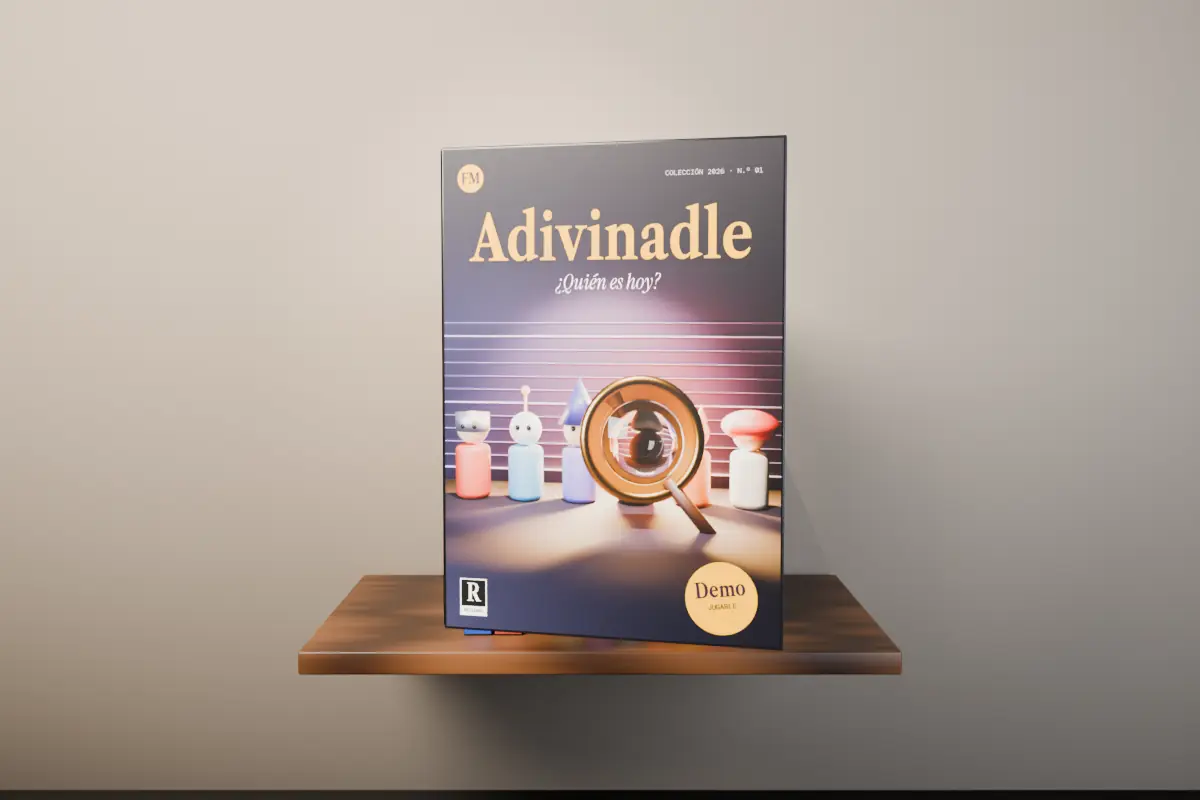 FM
COLECCIÓN 2026 · N.º 01
Adivinadle
¿Quién es hoy?
R
Demo
JUGABLE